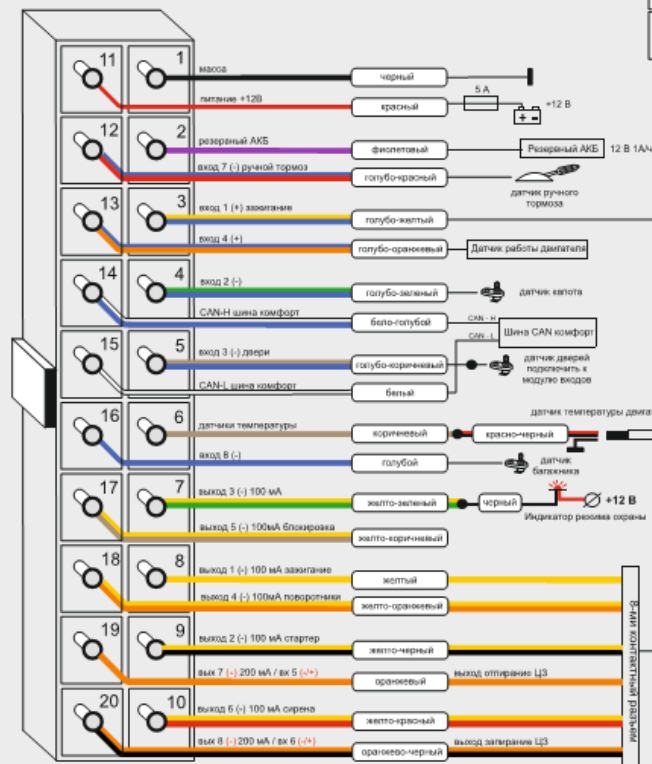 11 1 масса черный
питание +12В красный 5 А +12 В
12 2 резервный АКБ фиолетовый Резервный АКБ 12 В 1А/ч
вход 7 (-) ручной тормоз голубо-красный
датчик ручного
тормоза
13 3 вход 1 (+) зажигание голубо-желтый
вход 4 (+) голубо-оранжевый Датчик работы двигателя
14 4 вход 2 (-) голубо-зеленый датчик капота
CAN-H шина комфорт бело-голубой CAN - H
CAN - L Шина CAN комфорт
15 5 вход 3 (-) двери голубо-коричневый
датчик дверей
подключить к
модулю входов
CAN-L шина комфорт белый
датчик температуры двига
16 6 датчики температуры коричневый красно-черный
вход 8 (-) голубой
датчик
багажника
17 7 выход 3 (-) 100 мА желто-зеленый черный +12 В
Индикатор режима охраны
выход 5 (-) 100мА блокировка желто-коричневый
18 8 выход 1 (-) 100 мА зажигание желтый
выход 4 (-) 100мА поворотники желто-оранжевый
19 9 выход 2 (-) 100 мА стартер желто-черный
вых 7 (-) 200 мА / вх 5 (-/+) оранжевый выход отпирание ЦЗ
20 10 выход 6 (-) 100 мА сирена желто-красный
вых 8 (-) 200 мА / вх 6 (-/+) оранжево-черный выход запирание ЦЗ
8-ми контактный разъем